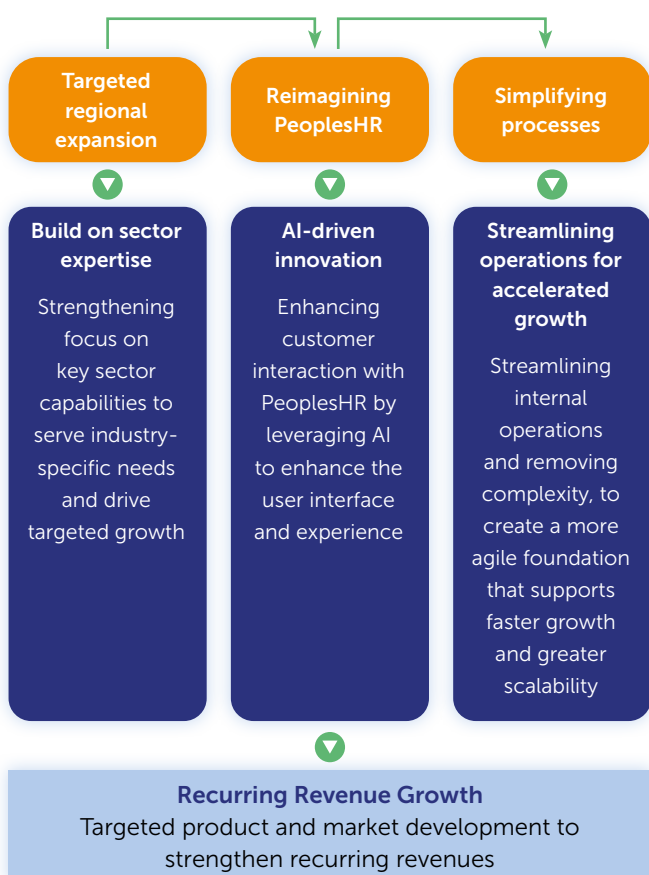 Targeted
regional
expansion
Reimagining
PeoplesHR
Simplifying
processes
Build on sector
expertise
Strengthening
focus on
key sector
capabilities to
serve industry-
specific needs
and drive
targeted growth
AI-driven
innovation
Enhancing
customer
interaction with
PeoplesHR by
leveraging AI
to enhance the
user interface
and experience
Streamlining
operations for
accelerated
growth
Streamlining
internal
operations
and removing
complexity, to
create a more
agile foundation
that supports
faster growth
and greater
scalability
Recurring Revenue Growth
Targeted product and market development to
strengthen recurring revenues